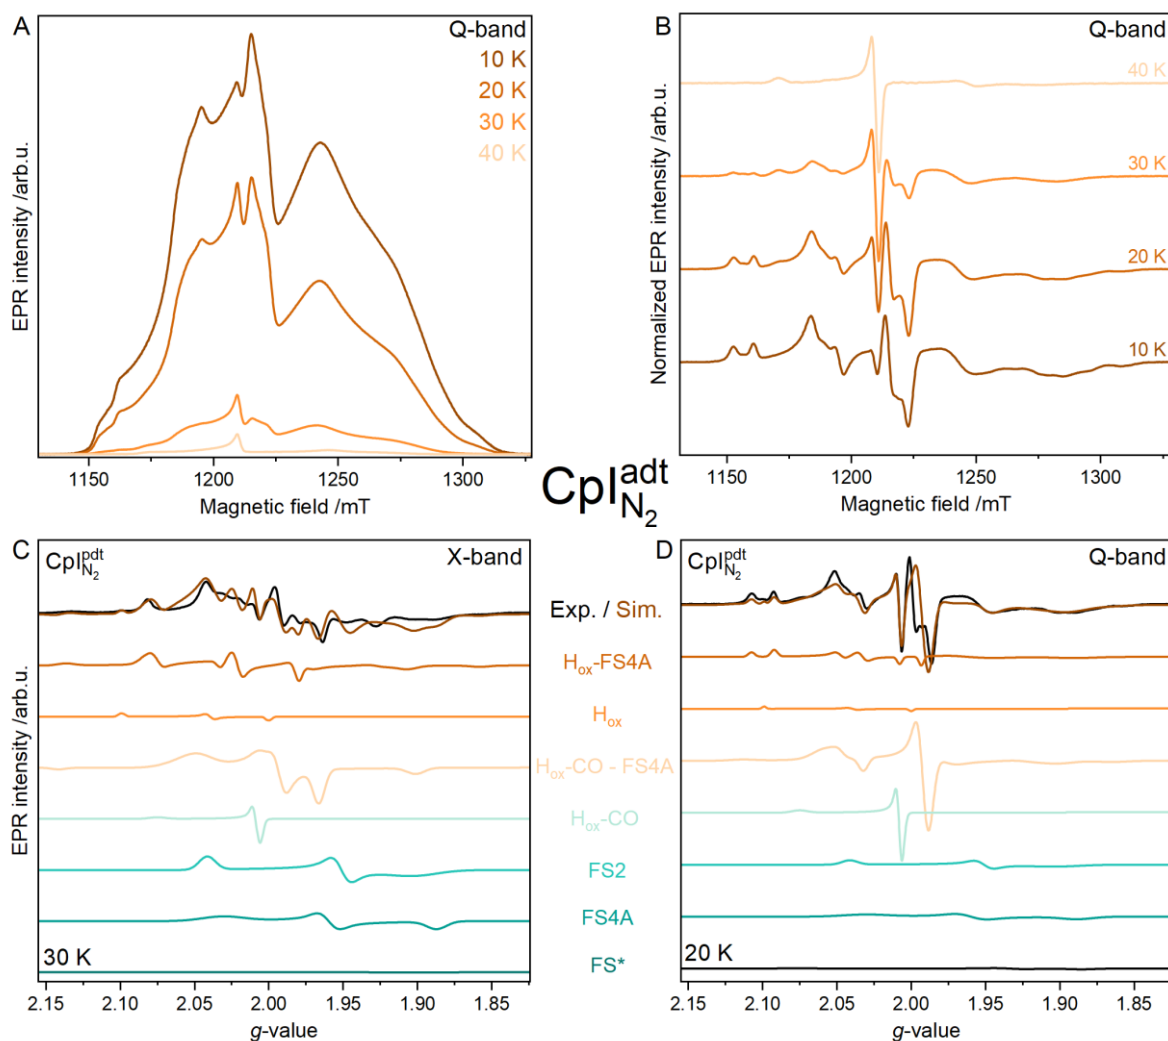 A
Q-band
10 K
20 K
30 K
40 K
EPR intensity /arb.u.
1150 1200 1250 1300
Magnetic field /mT
B
Q-band
40 K
30 K
20 K
10 K
Normalized EPR intensity /arb.u.
1150 1200 1250 1300
Magnetic field /mT
CpI adt N2
C
CpI pdt N2
X-band
30 K
EPR intensity /arb.u.
2.15 2.10 2.05 2.00 1.95 1.90 1.85
g-value
Exp. / Sim.
Hox-FS4A
Hox
Hox-CO - FS4A
Hox-CO
FS2
FS4A
FS*
D
CpI pdt N2
Q-band
20 K
2.15 2.10 2.05 2.00 1.95 1.90 1.85
g-value